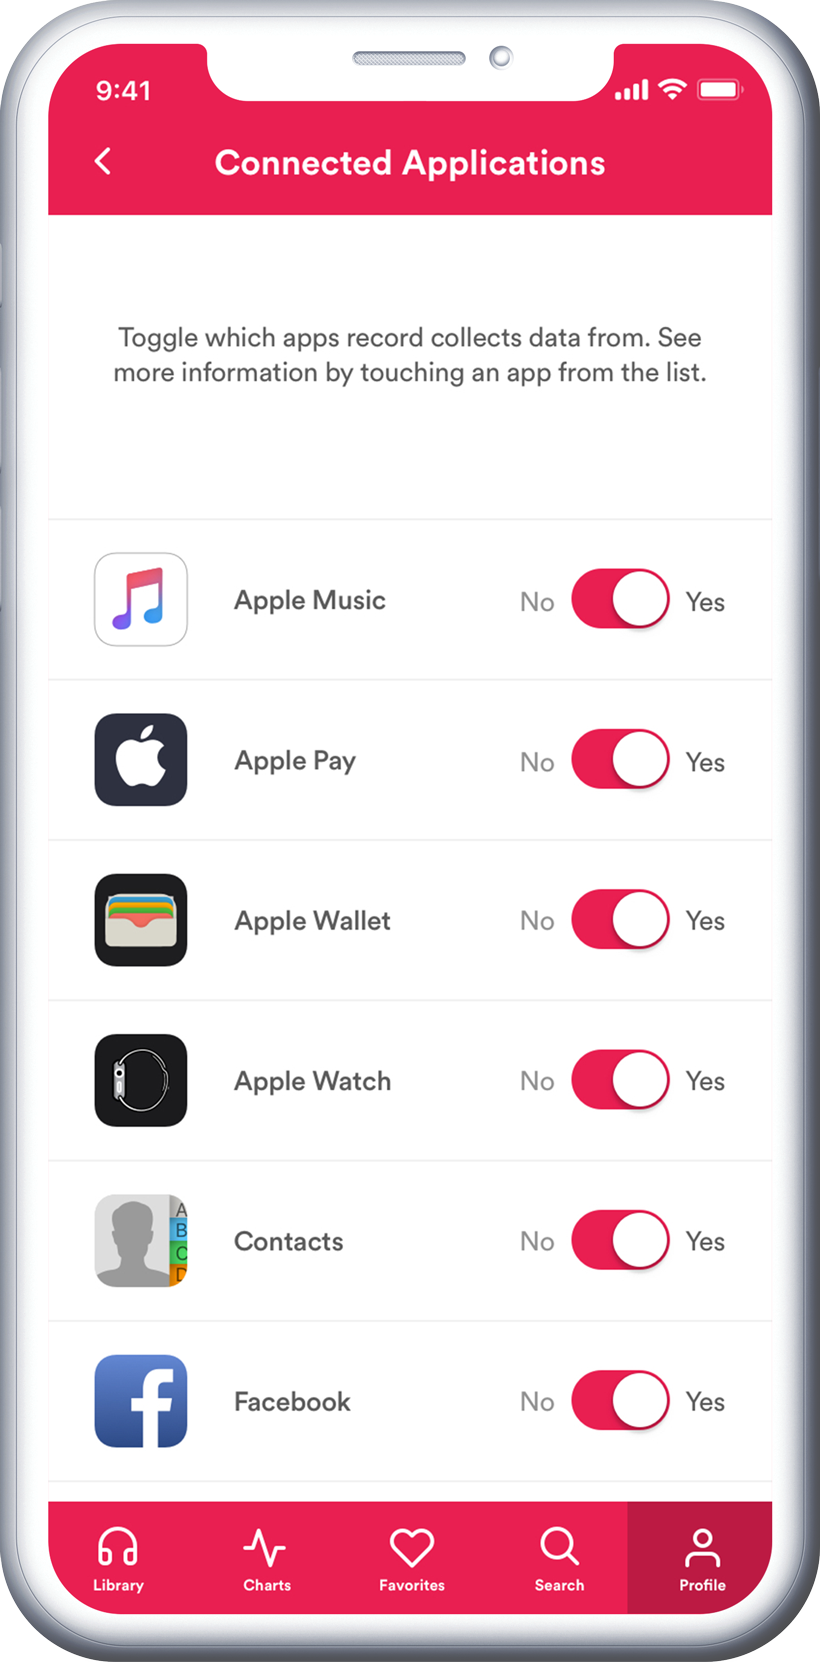 9:41
Connected Applications
Toggle which apps record collects data from. See
more information by touching an app from the list.
Apple Music No Yes
Apple Pay No Yes
Apple Wallet No Yes
Apple Watch No Yes
A
B
C
D
Contacts No Yes
f
Facebook No Yes
Library Charts Favorites Search Profile